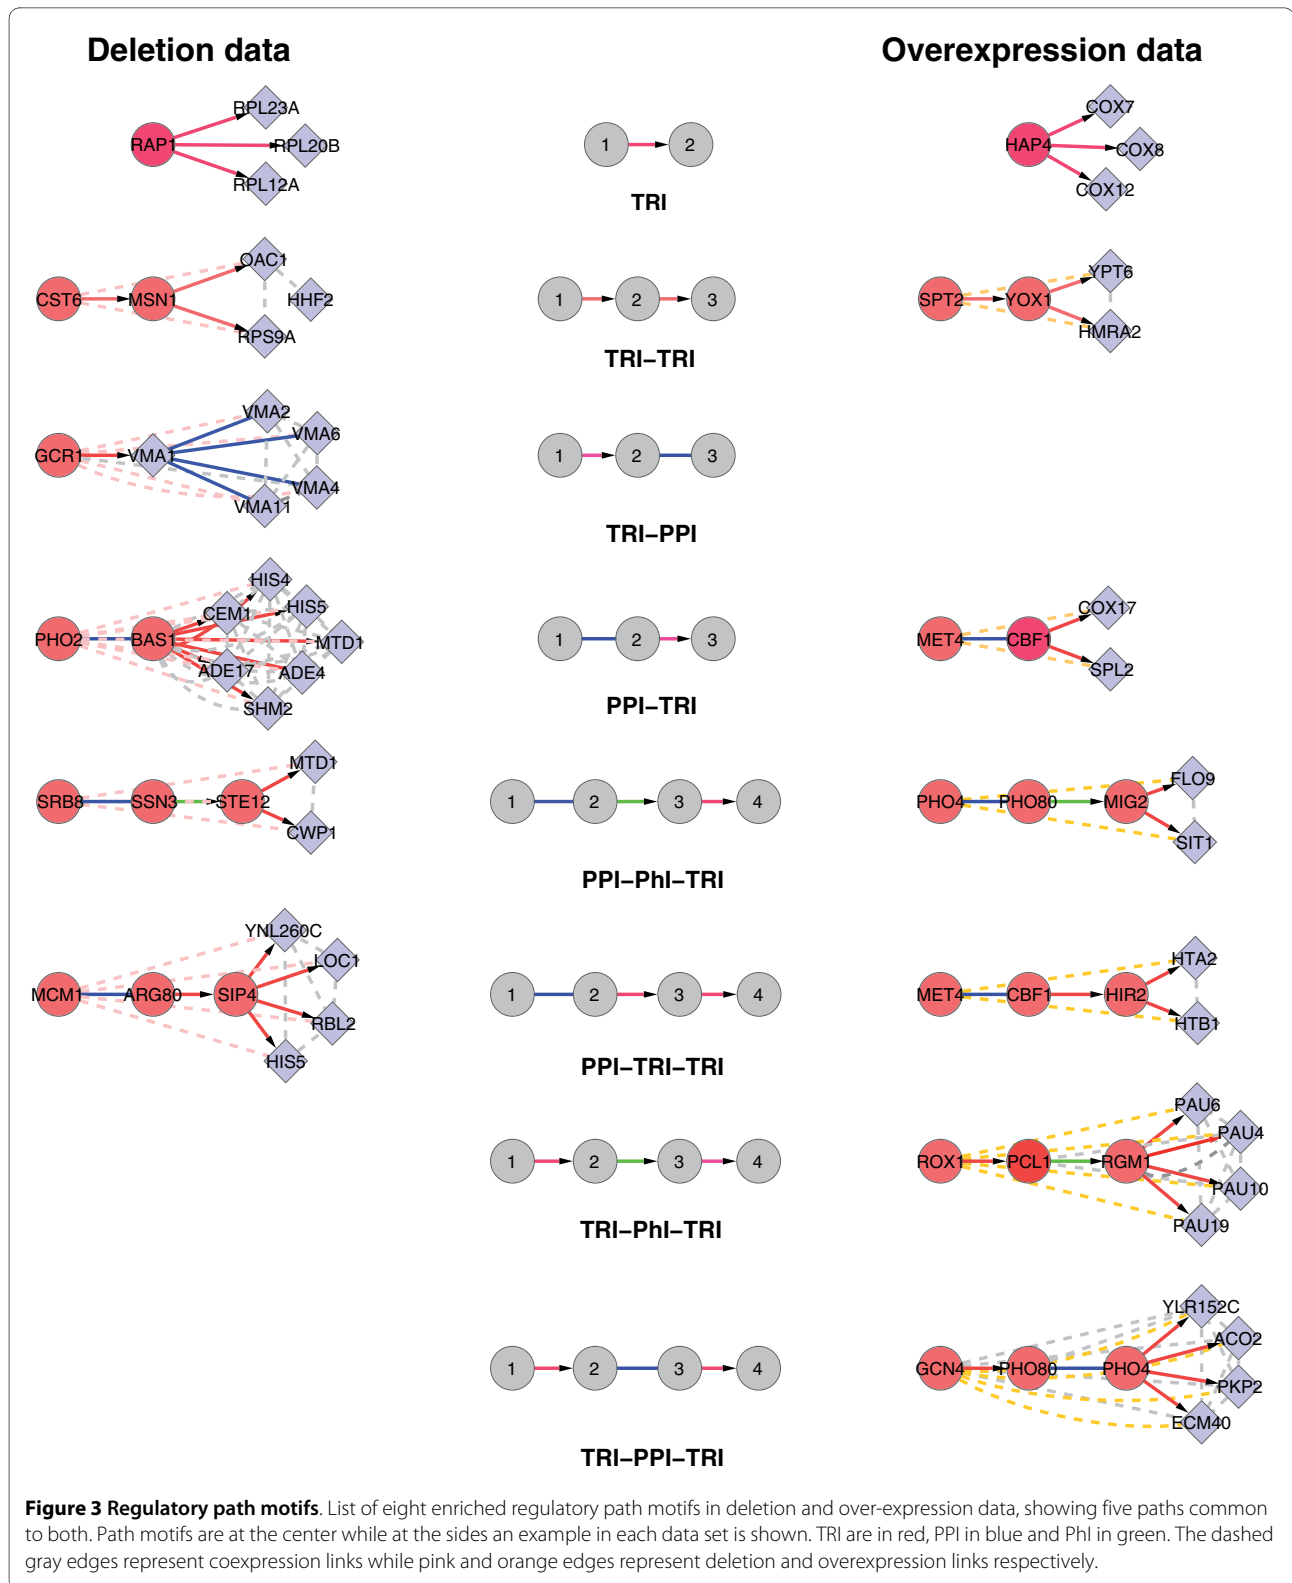 Deletion data
Overexpression data
RPL23A
RAP1
RPL20B
RPL12A
1 2
TRI
COX7
HAP4
COX8
COX12
OAC1
CST6 MSN1 HHF2
RPS9A
1 2 3
TRI–TRI
YPT6
SPT2 YOX1
HMRA2
VMA2
VMA6
GCR1 VMA1
VMA4
VMA11
1 2 3
TRI–PPI
HIS4
CEM1 HIS5
PHO2 BAS1 MTD1
ADE17 ADE4
SHM2
1 2 3
PPI–TRI
COX17
MET4 CBF1
SPL2
MTD1
SRB8 SSN3 STE12
CWP1
1 2 3 4
PPI–PhI–TRI
FLO9
PHO4 PHO80 MIG2
SIT1
YNL260C
LOC1
MCM1 ARG80 SIP4
RBL2
HIS5
1 2 3 4
PPI–TRI–TRI
HTA2
MET4 CBF1 HIR2
HTB1
1 2 3 4
TRI–PhI–TRI
PAU6
PAU4
ROX1 PCL1 RGM1
PAU10
PAU19
1 2 3 4
TRI–PPI–TRI
YLR152C
ACO2
GCN4 PHO80 PHO4
PKP2
ECM40
Figure 3 Regulatory path motifs. List of eight enriched regulatory path motifs in deletion and over-expression data, showing five paths common
to both. Path motifs are at the center while at the sides an example in each data set is shown. TRI are in red, PPI in blue and PhI in green. The dashed
gray edges represent coexpression links while pink and orange edges represent deletion and overexpression links respectively.